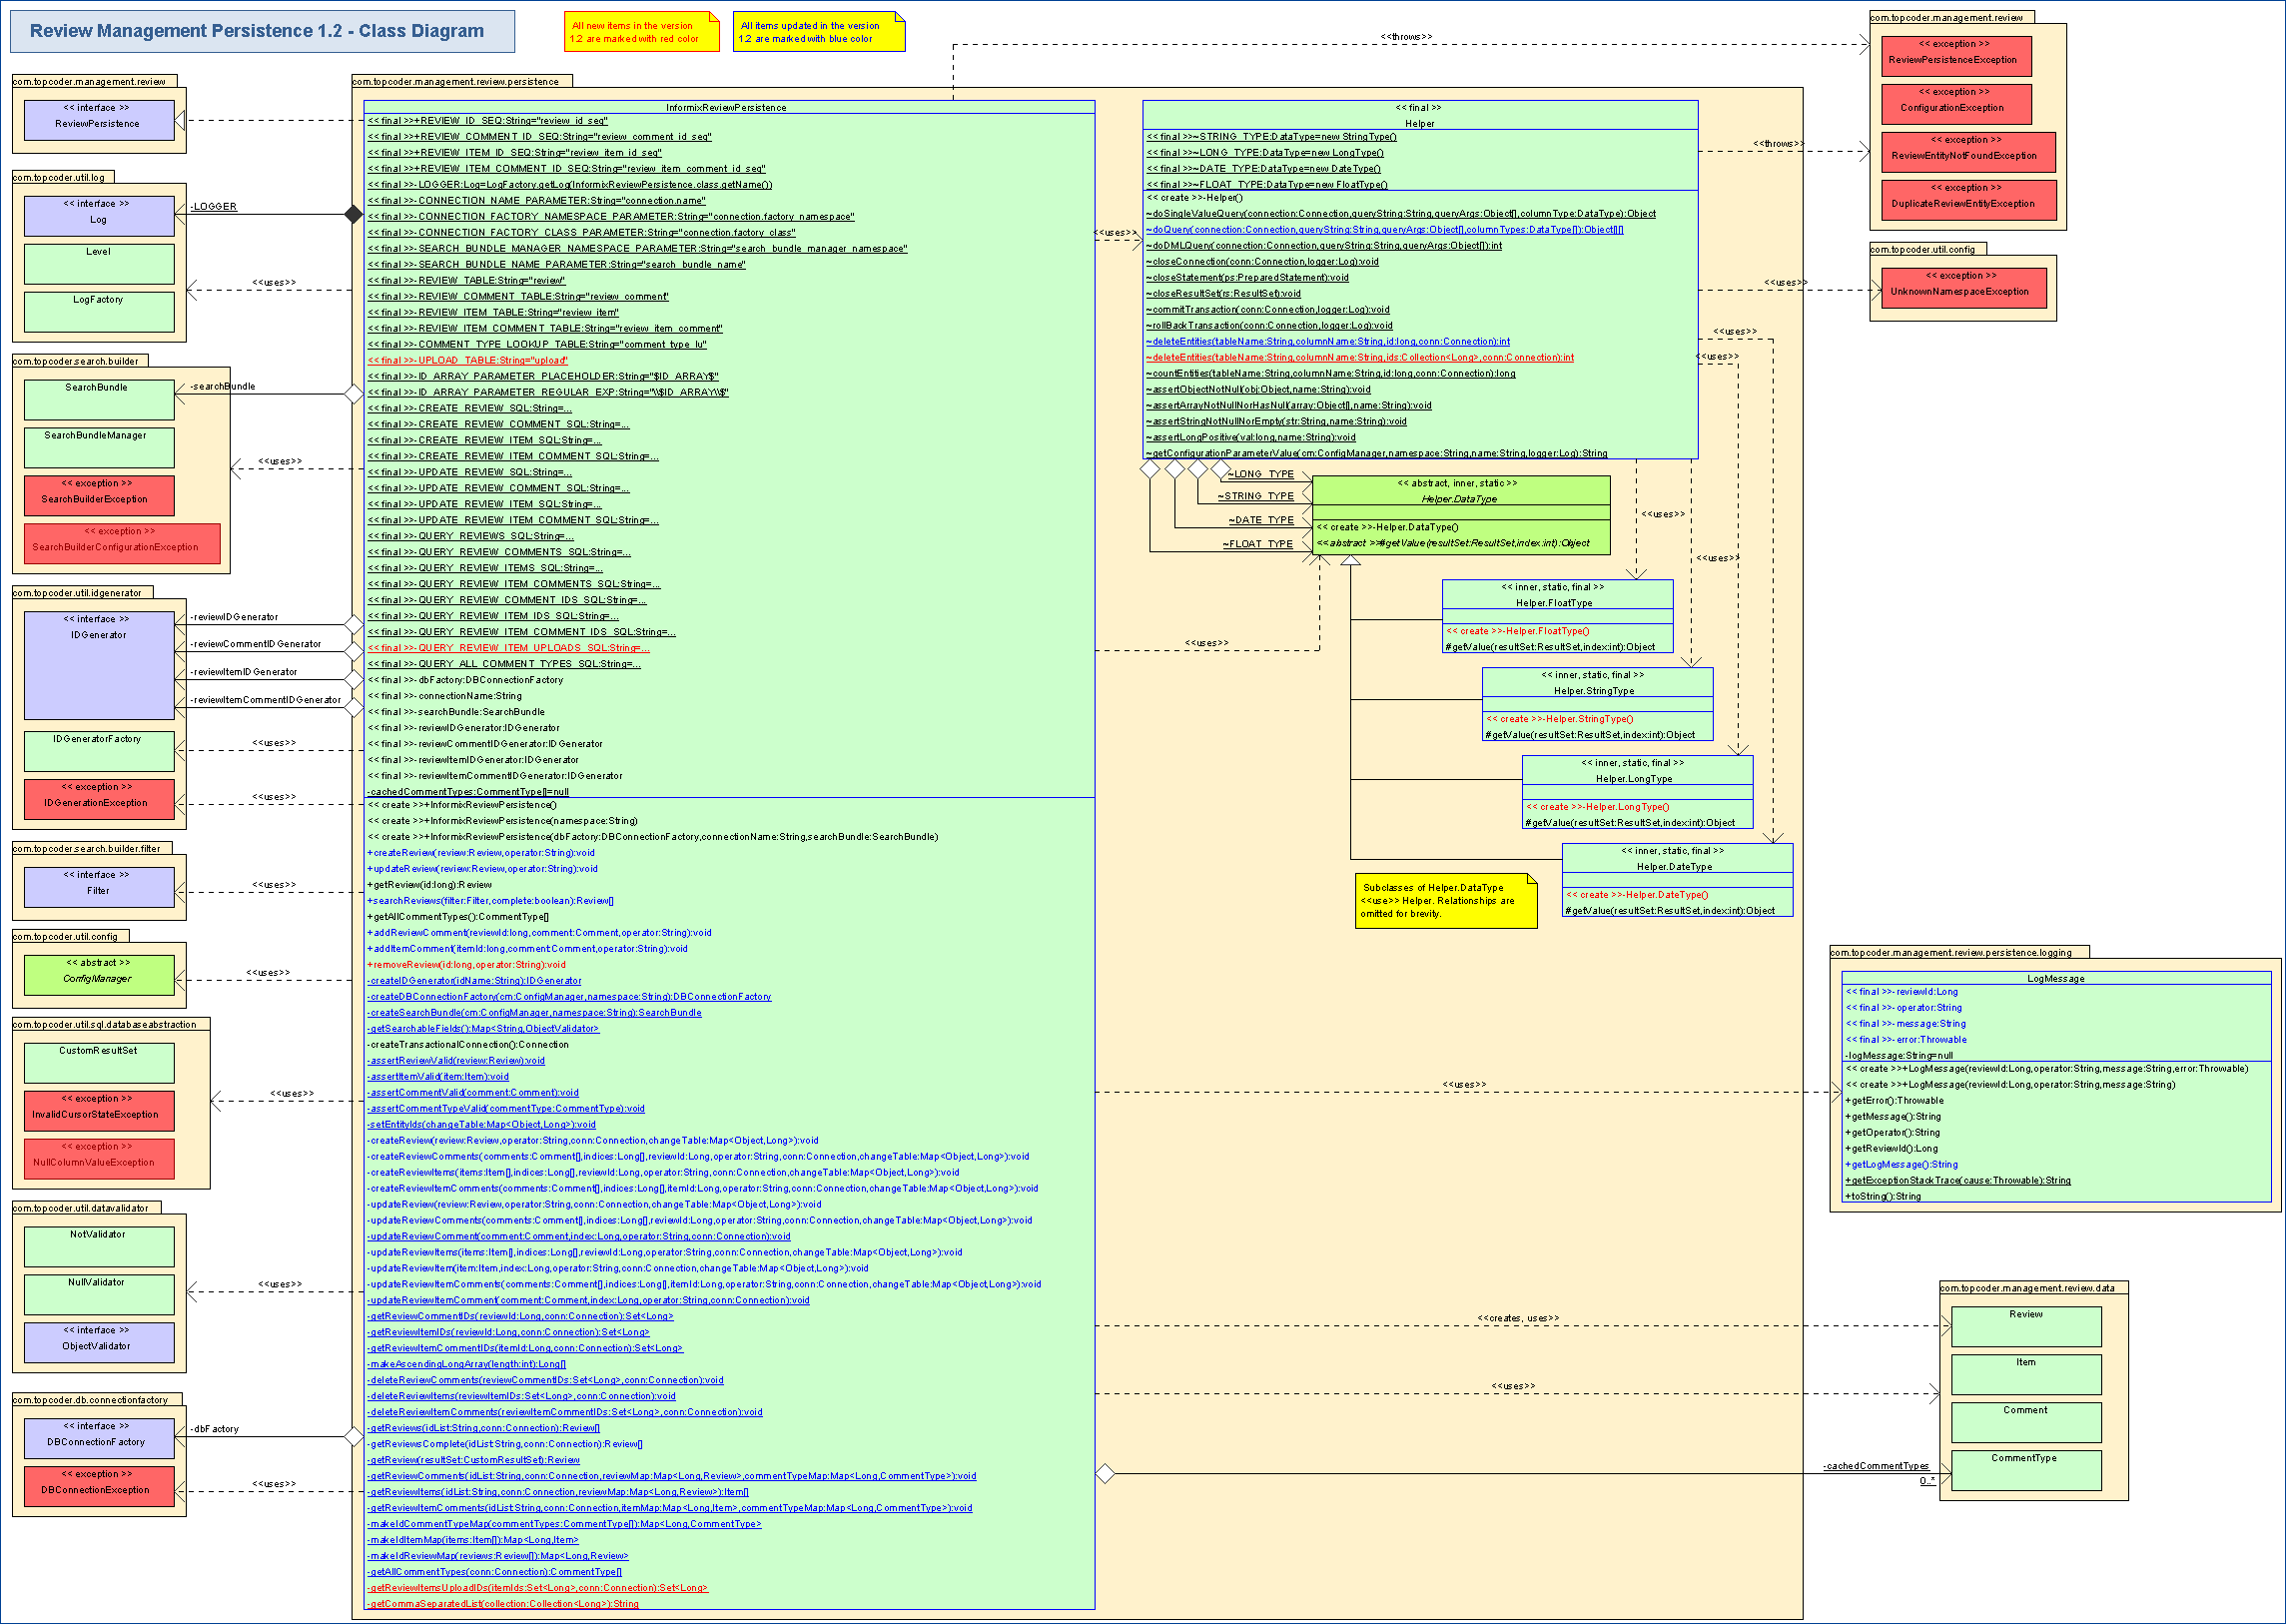 Review Management Persistence 1.2 - Class Diagram
All new items in the version
1.2 are marked with red color
All items updated in the version
1.2 are marked with blue color
com.topcoder.management.review
<< interface >>
ReviewPersistence
com.topcoder.util.log
<< interface >>
Log
Level
LogFactory
-LOGGER
<<uses>>
com.topcoder.search.builder
SearchBundle
SearchBundleManager
<< exception >>
SearchBuilderException
<< exception >>
SearchBuilderConfigurationException
-searchBundle
<<uses>>
com.topcoder.util.idgenerator
<< interface >>
IDGenerator
IDGeneratorFactory
<< exception >>
IDGenerationException
-reviewIDGenerator
-reviewCommentIDGenerator
-reviewItemIDGenerator
-reviewItemCommentIDGenerator
<<uses>>
<<uses>>
com.topcoder.search.builder.filter
<< interface >>
Filter
<<uses>>
com.topcoder.util.config
<< abstract >>
ConfigManager
<<uses>>
com.topcoder.util.sql.databaseabstraction
CustomResultSet
<< exception >>
InvalidCursorStateException
<< exception >>
NullColumnValueException
<<uses>>
com.topcoder.util.datavalidator
NotValidator
NullValidator
<< interface >>
ObjectValidator
<<uses>>
com.topcoder.db.connectionfactory
<< interface >>
DBConnectionFactory
<< exception >>
DBConnectionException
-dbFactory
<<uses>>
com.topcoder.management.review.persistence
InformixReviewPersistence
<< final >>+REVIEW_ID_SEQ:String="review_id_seq"
<< final >>+REVIEW_COMMENT_ID_SEQ:String="review_comment_id_seq"
<< final >>+REVIEW_ITEM_ID_SEQ:String="review_item_id_seq"
<< final >>+REVIEW_ITEM_COMMENT_ID_SEQ:String="review_item_comment_id_seq"
<< final >>-LOGGER:Log=LogFactory.getLog(InformixReviewPersistence.class.getName())
<< final >>-CONNECTION_NAME_PARAMETER:String="connection.name"
<< final >>-CONNECTION_FACTORY_NAMESPACE_PARAMETER:String="connection.factory_namespace"
<< final >>-CONNECTION_FACTORY_CLASS_PARAMETER:String="connection.factory_class"
<< final >>-SEARCH_BUNDLE_MANAGER_NAMESPACE_PARAMETER:String="search_bundle_manager_namespace"
<< final >>-SEARCH_BUNDLE_NAME_PARAMETER:String="search_bundle_name"
<< final >>-REVIEW_TABLE:String="review"
<< final >>-REVIEW_COMMENT_TABLE:String="review_comment"
<< final >>-REVIEW_ITEM_TABLE:String="review_item"
<< final >>-REVIEW_ITEM_COMMENT_TABLE:String="review_item_comment"
<< final >>-COMMENT_TYPE_LOOKUP_TABLE:String="comment_type_lu"
<< final >>-UPLOAD_TABLE:String="upload"
<< final >>-ID_ARRAY_PARAMETER_PLACEHOLDER:String="$ID_ARRAY$"
<< final >>-ID_ARRAY_PARAMETER_REGULAR_EXP:String="\\$ID_ARRAY\\$"
<< final >>-CREATE_REVIEW_SQL:String=...
<< final >>-CREATE_REVIEW_COMMENT_SQL:String=...
<< final >>-CREATE_REVIEW_ITEM_SQL:String=...
<< final >>-CREATE_REVIEW_ITEM_COMMENT_SQL:String=...
<< final >>-UPDATE_REVIEW_SQL:String=...
<< final >>-UPDATE_REVIEW_COMMENT_SQL:String=...
<< final >>-UPDATE_REVIEW_ITEM_SQL:String=...
<< final >>-UPDATE_REVIEW_ITEM_COMMENT_SQL:String=...
<< final >>-QUERY_REVIEWS_SQL:String=...
<< final >>-QUERY_REVIEW_COMMENTS_SQL:String=...
<< final >>-QUERY_REVIEW_ITEMS_SQL:String=...
<< final >>-QUERY_REVIEW_ITEM_COMMENTS_SQL:String=...
<< final >>-QUERY_REVIEW_COMMENT_IDS_SQL:String=...
<< final >>-QUERY_REVIEW_ITEM_IDS_SQL:String=...
<< final >>-QUERY_REVIEW_ITEM_COMMENT_IDS_SQL:String=...
<< final >>-QUERY_REVIEW_ITEM_UPLOADS_SQL:String=...
<< final >>-QUERY_ALL_COMMENT_TYPES_SQL:String=...
<< final >>-dbFactory:DBConnectionFactory
<< final >>-connectionName:String
<< final >>-searchBundle:SearchBundle
<< final >>-reviewIDGenerator:IDGenerator
<< final >>-reviewCommentIDGenerator:IDGenerator
<< final >>-reviewItemIDGenerator:IDGenerator
<< final >>-reviewItemCommentIDGenerator:IDGenerator
-cachedCommentTypes:CommentType[]=null
<< create >>+InformixReviewPersistence()
<< create >>+InformixReviewPersistence(namespace:String)
<< create >>+InformixReviewPersistence(dbFactory:DBConnectionFactory,connectionName:String,searchBundle:SearchBundle)
+createReview(review:Review,operator:String):void
+updateReview(review:Review,operator:String):void
+getReview(id:long):Review
+searchReviews(filter:Filter,complete:boolean):Review[]
+getAllCommentTypes():CommentType[]
+addReviewComment(reviewId:long,comment:Comment,operator:String):void
+addItemComment(itemId:long,comment:Comment,operator:String):void
+removeReview(id:long,operator:String):void
-createIDGenerator(idName:String):IDGenerator
-createDBConnectionFactory(cm:ConfigManager,namespace:String):DBConnectionFactory
-createSearchBundle(cm:ConfigManager,namespace:String):SearchBundle
-getSearchableFields():Map<String,ObjectValidator>
-createTransactionalConnection():Connection
-assertReviewValid(review:Review):void
-assertItemValid(item:Item):void
-assertCommentValid(comment:Comment):void
-assertCommentTypeValid(commentType:CommentType):void
-setEntityIds(changeTable:Map<Object,Long>):void
-createReview(review:Review,operator:String,conn:Connection,changeTable:Map<Object,Long>):void
-createReviewComments(comments:Comment[],indices:Long[],reviewId:Long,operator:String,conn:Connection,changeTable:Map<Object,Long>):void
-createReviewItems(items:Item[],indices:Long[],reviewId:Long,operator:String,conn:Connection,changeTable:Map<Object,Long>):void
-createReviewItemComments(comments:Comment[],indices:Long[],itemId:Long,operator:String,conn:Connection,changeTable:Map<Object,Long>):void
-updateReview(review:Review,operator:String,conn:Connection,changeTable:Map<Object,Long>):void
-updateReviewComments(comments:Comment[],indices:Long[],reviewId:Long,operator:String,conn:Connection,changeTable:Map<Object,Long>):void
-updateReviewComment(comment:Comment,index:Long,operator:String,conn:Connection):void
-updateReviewItems(items:Item[],indices:Long[],reviewId:Long,operator:String,conn:Connection,changeTable:Map<Object,Long>):void
-updateReviewItem(item:Item,index:Long,operator:String,conn:Connection,changeTable:Map<Object,Long>):void
-updateReviewItemComments(comments:Comment[],indices:Long[],itemId:Long,operator:String,conn:Connection,changeTable:Map<Object,Long>):void
-updateReviewItemComment(comment:Comment,index:Long,operator:String,conn:Connection):void
-getReviewCommentIDs(reviewId:Long,conn:Connection):Set<Long>
-getReviewItemIDs(reviewId:Long,conn:Connection):Set<Long>
-getReviewItemCommentIDs(itemId:Long,conn:Connection):Set<Long>
-makeAscendingLongArray(length:int):Long[]
-deleteReviewComments(reviewCommentIDs:Set<Long>,conn:Connection):void
-deleteReviewItems(reviewItemIDs:Set<Long>,conn:Connection):void
-deleteReviewItemComments(reviewItemCommentIDs:Set<Long>,conn:Connection):void
-getReviews(idList:String,conn:Connection):Review[]
-getReviewsComplete(idList:String,conn:Connection):Review[]
-getReview(resultSet:CustomResultSet):Review
-getReviewComments(idList:String,conn:Connection,reviewMap:Map<Long,Review>,commentTypeMap:Map<Long,CommentType>):void
-getReviewItems(idList:String,conn:Connection,reviewMap:Map<Long,Review>):Item[]
-getReviewItemComments(idList:String,conn:Connection,itemMap:Map<Long,Item>,commentTypeMap:Map<Long,CommentType>):void
-makeIdCommentTypeMap(commentTypes:CommentType[]):Map<Long,CommentType>
-makeIdItemMap(items:Item[]):Map<Long,Item>
-makeIdReviewMap(reviews:Review[]):Map<Long,Review>
-getAllCommentTypes(conn:Connection):CommentType[]
-getReviewItemsUploadIDs(itemIds:Set<Long>,conn:Connection):Set<Long>
-getCommaSeparatedList(collection:Collection<Long>):String
<<uses>>
<< final >>
Helper
<< final >>~STRING_TYPE:DataType=new StringType()
<< final >>~LONG_TYPE:DataType=new LongType()
<< final >>~DATE_TYPE:DataType=new DateType()
<< final >>~FLOAT_TYPE:DataType=new FloatType()
<< create >>-Helper()
~doSingleValueQuery(connection:Connection,queryString:String,queryArgs:Object[],columnType:DataType):Object
~doQuery(connection:Connection,queryString:String,queryArgs:Object[],columnTypes:DataType[]):Object[][]
~doDMLQuery(connection:Connection,queryString:String,queryArgs:Object[]):int
~closeConnection(conn:Connection,logger:Log):void
~closeStatement(ps:PreparedStatement):void
~closeResultSet(rs:ResultSet):void
~commitTransaction(conn:Connection,logger:Log):void
~rollBackTransaction(conn:Connection,logger:Log):void
~deleteEntities(tableName:String,columnName:String,id:long,conn:Connection):int
~deleteEntities(tableName:String,columnName:String,ids:Collection<Long>,conn:Connection):int
~countEntities(tableName:String,columnName:String,id:long,conn:Connection):long
~assertObjectNotNull(obj:Object,name:String):void
~assertArrayNotNullNorHasNull(array:Object[],name:String):void
~assertStringNotNullNorEmpty(str:String,name:String):void
~assertLongPositive(val:long,name:String):void
~getConfigurationParameterValue(cm:ConfigManager,namespace:String,name:String,logger:Log):String
~LONG_TYPE
~STRING_TYPE
~DATE_TYPE
~FLOAT_TYPE
<< abstract, inner, static >>
Helper.DataType
<< create >>-Helper.DataType()
<< abstract >>#getValue(resultSet:ResultSet,index:int):Object
<<uses>>
<<uses>>
<<uses>>
<<uses>>
<<uses>>
<< inner, static, final >>
Helper.FloatType
<< create >>-Helper.FloatType()
#getValue(resultSet:ResultSet,index:int):Object
<< inner, static, final >>
Helper.StringType
<< create >>-Helper.StringType()
#getValue(resultSet:ResultSet,index:int):Object
<< inner, static, final >>
Helper.LongType
<< create >>-Helper.LongType()
#getValue(resultSet:ResultSet,index:int):Object
<< inner, static, final >>
Helper.DateType
<< create >>-Helper.DateType()
#getValue(resultSet:ResultSet,index:int):Object
Subclasses of Helper.DataType
<<use>> Helper. Relationships are
omitted for brevity.
<<throws>>
<<throws>>
<<uses>>
com.topcoder.management.review
<< exception >>
ReviewPersistenceException
<< exception >>
ConfigurationException
<< exception >>
ReviewEntityNotFoundException
<< exception >>
DuplicateReviewEntityException
com.topcoder.util.config
<< exception >>
UnknownNamespaceException
<<uses>>
com.topcoder.management.review.persistence.logging
LogMessage
<< final >>-reviewId:Long
<< final >>-operator:String
<< final >>-message:String
<< final >>-error:Throwable
-logMessage:String=null
<< create >>+LogMessage(reviewId:Long,operator:String,message:String,error:Throwable)
<< create >>+LogMessage(reviewId:Long,operator:String,message:String)
+getError():Throwable
+getMessage():String
+getOperator():String
+getReviewId():Long
+getLogMessage():String
+getExceptionStackTrace(cause:Throwable):String
+toString():String
<<creates, uses>>
<<uses>>
-cachedCommentTypes
0..*
com.topcoder.management.review.data
Review
Item
Comment
CommentType